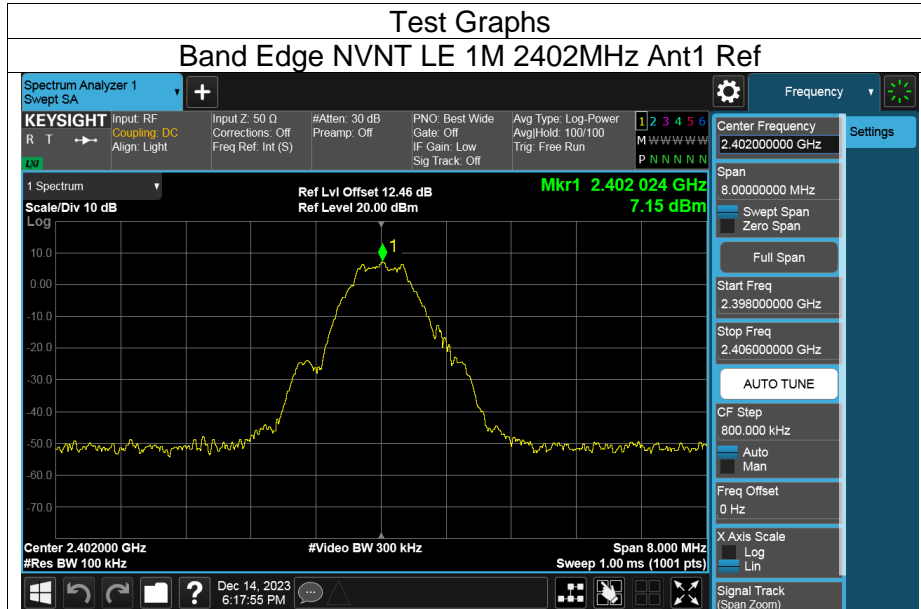 Test Graphs
Band Edge NVNT LE 1M 2402MHz Ant1 Ref
Spectrum Analyzer 1
Swept SA
+
Frequency
KEYSIGHT
R T
LXI
Input: RF
Coupling: DC
Align: Light
Input Z: 50 Ω
Corrections: Off
Freq Ref: Int (S)
#Atten: 30 dB
Preamp: Off
PNO: Best Wide
Gate: Off
IF Gain: Low
Sig Track: Off
Avg Type: Log-Power
Avg|Hold: 100/100
Trig: Free Run
1 2 3 4 5 6
M W W W W W
P N N N N N
Center Frequency
2.402000000 GHz
Settings
1 Spectrum
Scale/Div 10 dB
Log
Ref Lvl Offset 12.46 dB
Ref Level 20.00 dBm
Mkr1 2.402 024 GHz
7.15 dBm
1
10.0
0.00
-10.0
-20.0
-30.0
-40.0
-50.0
-60.0
-70.0
Center 2.402000 GHz
#Res BW 100 kHz
#Video BW 300 kHz
Span 8.000 MHz
Sweep 1.00 ms (1001 pts)
Span
8.00000000 MHz
Swept Span
Zero Span
Full Span
Start Freq
2.398000000 GHz
Stop Freq
2.406000000 GHz
AUTO TUNE
CF Step
800.000 kHz
Auto
Man
Freq Offset
0 Hz
X Axis Scale
Log
Lin
Signal Track
(Span Zoom)
?
Dec 14, 2023
6:17:55 PM